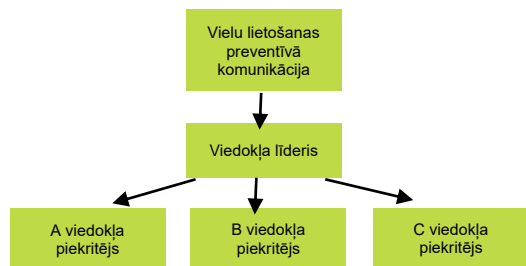 Vielu lietošanas
preventīvā
komunikācija
Viedokļa līderis
A viedokļa
piekritējs
B viedokļa
piekritējs
C viedokļa
piekritējs